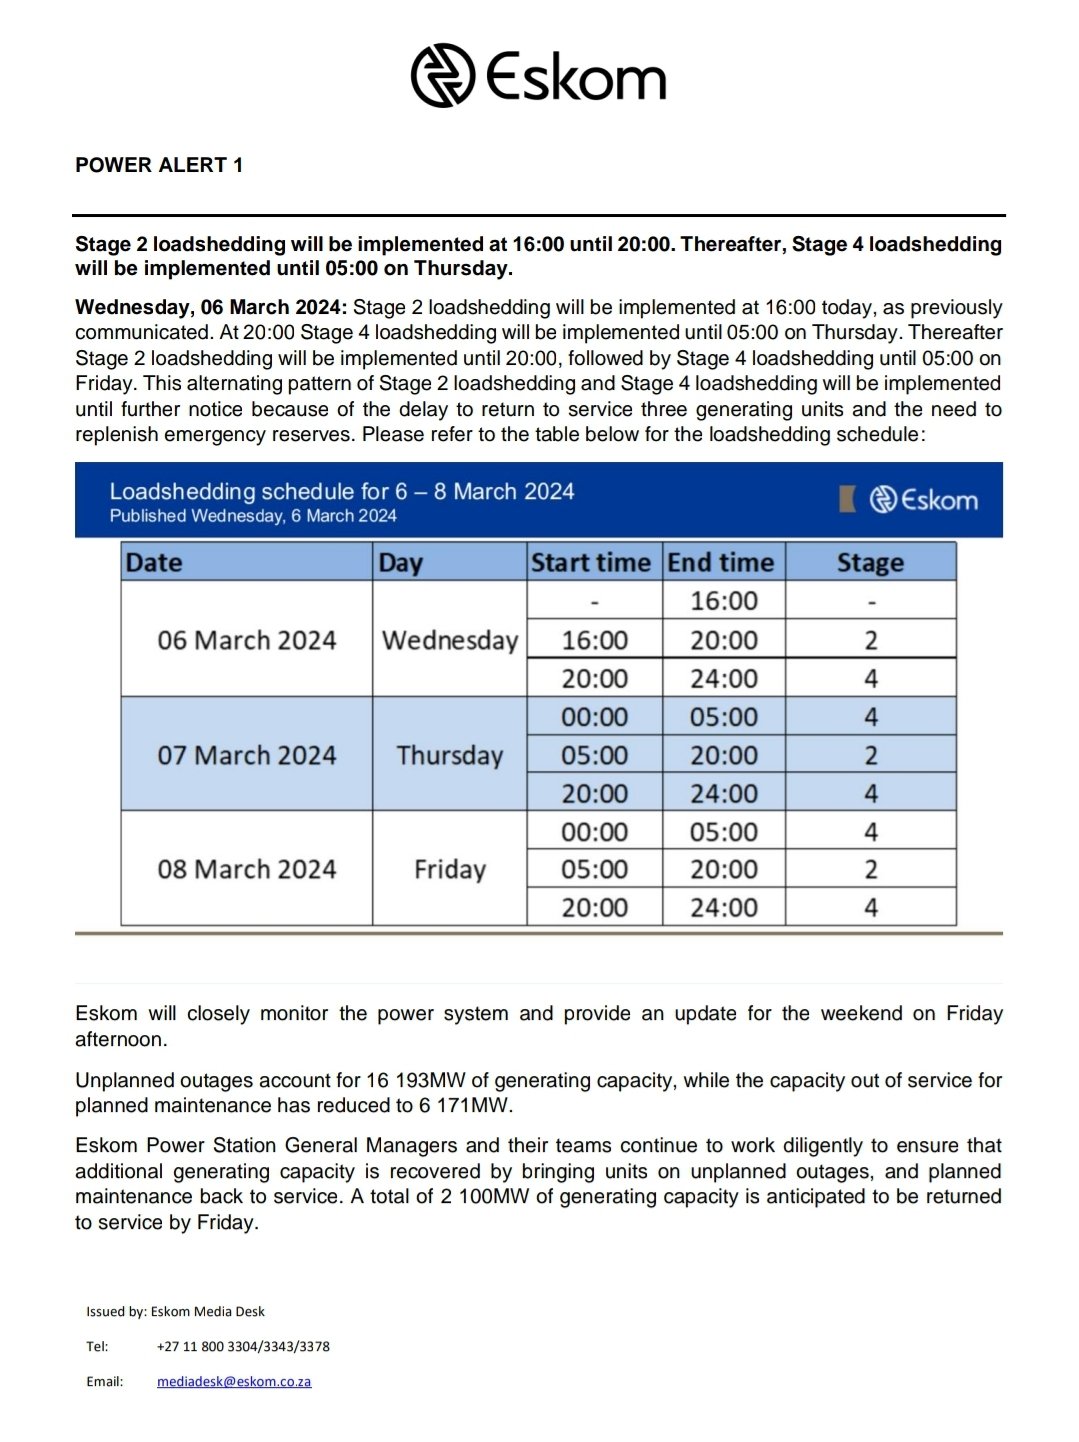 Eskom
POWER ALERT 1
Stage 2 loadshedding will be implemented at 16:00 until 20:00. Thereafter, Stage 4 loadshedding
will be implemented until 05:00 on Thursday.
Wednesday, 06 March 2024: Stage 2 loadshedding will be implemented at 16:00 today, as previously
communicated. At 20:00 Stage 4 loadshedding will be implemented until 05:00 on Thursday. Thereafter
Stage 2 loadshedding will be implemented until 20:00, followed by Stage 4 loadshedding until 05:00 on
Friday. This alternating pattern of Stage 2 loadshedding and Stage 4 loadshedding will be implemented
until further notice because of the delay to return to service three generating units and the need to
replenish emergency reserves. Please refer to the table below for the loadshedding schedule:
Loadshedding schedule for 6 – 8 March 2024
Published Wednesday, 6 March 2024
Eskom
Date Day Start time End time Stage
- 16:00 -
06 March 2024 Wednesday 16:00 20:00 2
20:00 24:00 4
00:00 05:00 4
07 March 2024 Thursday 05:00 20:00 2
20:00 24:00 4
00:00 05:00 4
08 March 2024 Friday 05:00 20:00 2
20:00 24:00 4
Eskom will closely monitor the power system and provide an update for the weekend on Friday
afternoon.
Unplanned outages account for 16 193MW of generating capacity, while the capacity out of service for
planned maintenance has reduced to 6 171MW.
Eskom Power Station General Managers and their teams continue to work diligently to ensure that
additional generating capacity is recovered by bringing units on unplanned outages, and planned
maintenance back to service. A total of 2 100MW of generating capacity is anticipated to be returned
to service by Friday.
Issued by: Eskom Media Desk
Tel: +27 11 800 3304/3343/3378
Email: mediadesk@eskom.co.za